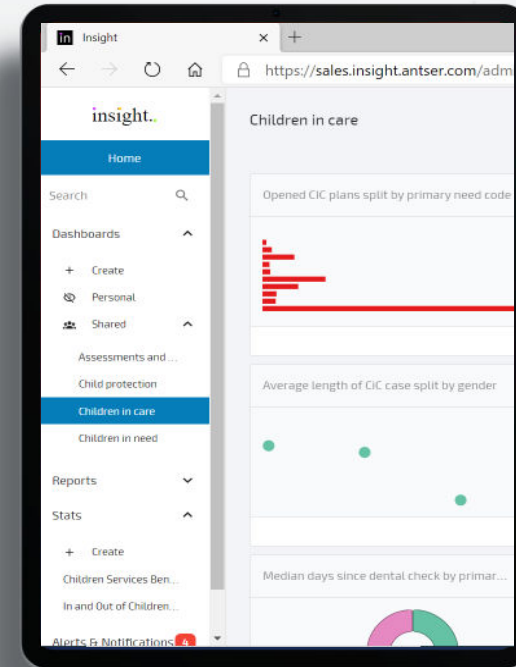 in Insight × +
https://sales.insight.antser.com/admi
insight..
Home
Search
Dashboards
+ Create
Personal
Shared
Assessments and ...
Child protection
Children in care
Children in need
Reports
Stats
+ Create
Children Services Ben...
In and Out of Children...
Alerts & Notifications 4
Children in care
Opened CIC plans split by primary need code
Average length of CiC case split by gender
Median days since dental check by primar...